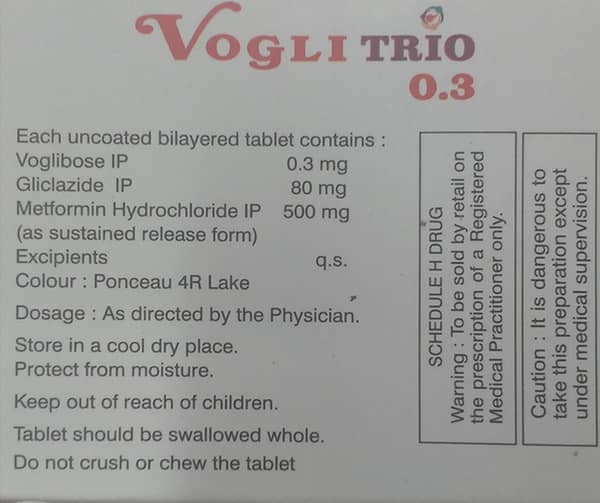 VOGLI TRIO
0.3
Each uncoated bilayered tablet contains :
Voglibose IP 0.3 mg
Gliclazide IP 80 mg
Metformin Hydrochloride IP 500 mg
(as sustained release form)
Excipients q.s.
Colour : Ponceau 4R Lake
Dosage : As directed by the Physician.
Store in a cool dry place.
Protect from moisture.
Keep out of reach of children.
Tablet should be swallowed whole.
Do not crush or chew the tablet
SCHEDULE H DRUG
Warning : To be sold by retail on
the prescription of a Registered
Medical Practitioner only.
Caution : It is dangerous to
take this preparation except
under medical supervision.